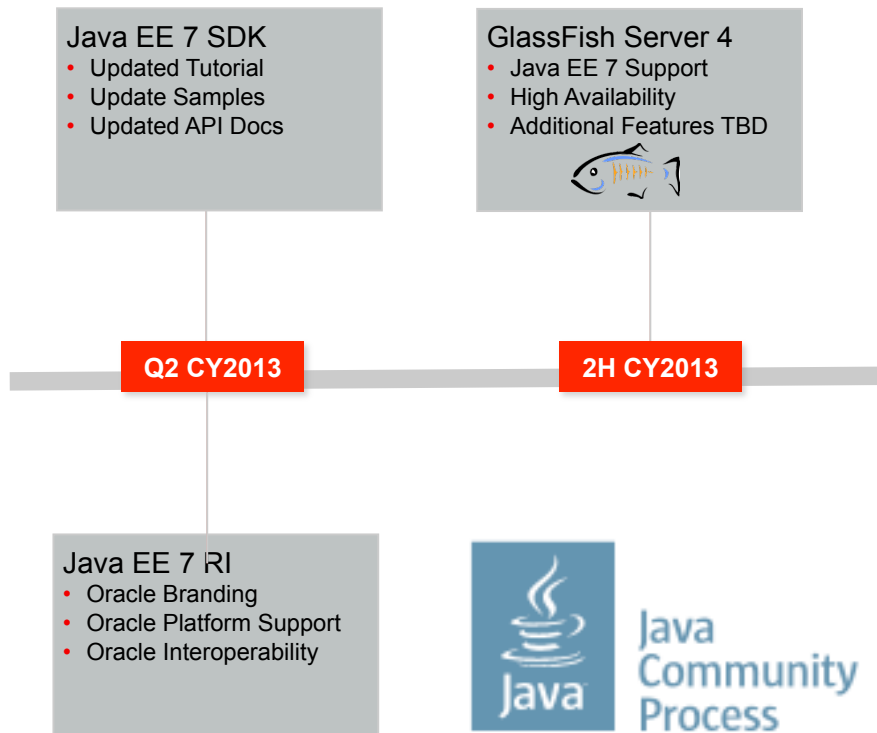 Java EE 7 SDK
• Updated Tutorial
• Update Samples
• Updated API Docs
GlassFish Server 4
• Java EE 7 Support
• High Availability
• Additional Features TBD
Q2 CY2013
2H CY2013
Java EE 7 RI
• Oracle Branding
• Oracle Platform Support
• Oracle Interoperability
Java
Java
Community
Process